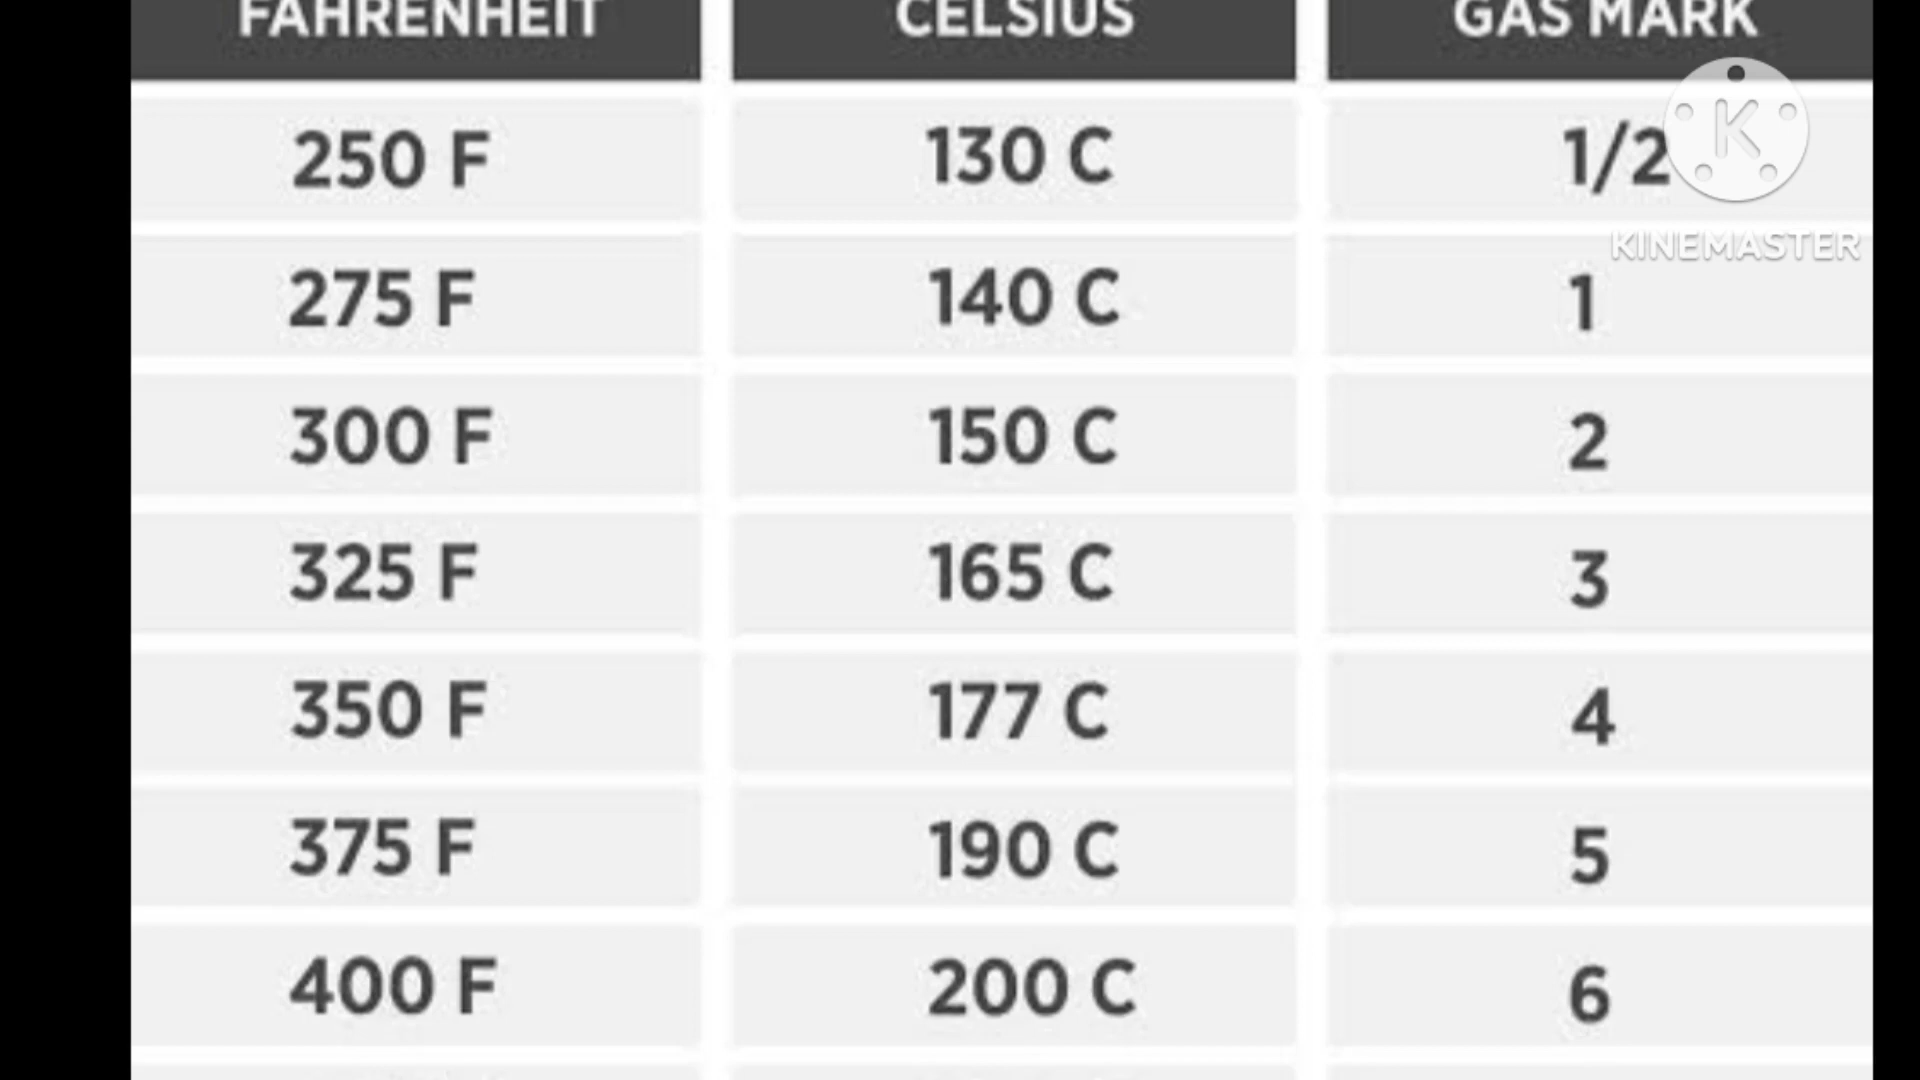 FAHRENHEIT CELSIUS GAS MARK
250 F 130 C 1/2
275 F 140 C 1
300 F 150 C 2
325 F 165 C 3
350 F 177 C 4
375 F 190 C 5
400 F 200 C 6
K
KINEMASTER